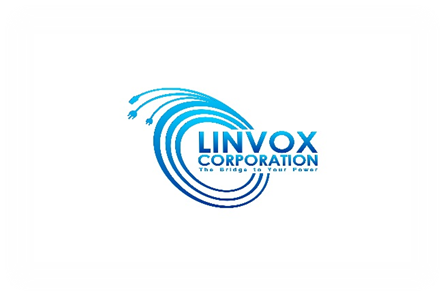 LINVOX
CORPORATION
The Bridge to Your Power